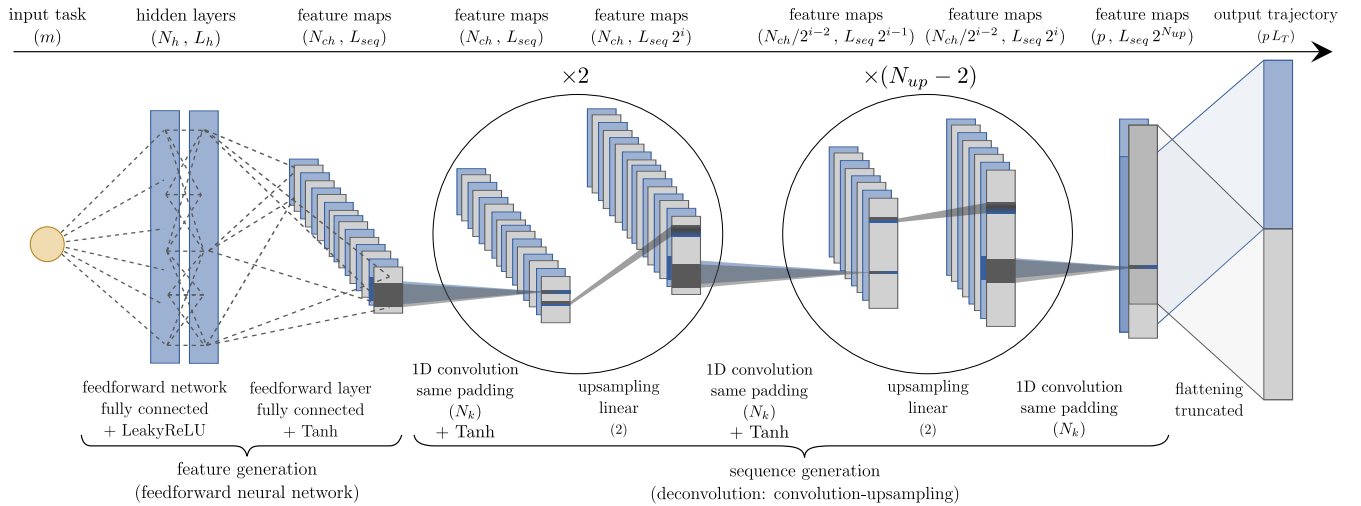 input task
(m)
hidden layers
(N_h , L_h)
feature maps
(N_ch , L_seq)
feature maps
(N_ch , L_seq)
feature maps
(N_ch , L_seq 2^i)
feature maps
(N_ch/2^{i−2} , L_seq 2^{i−1})
feature maps
(N_ch/2^{i−2} , L_seq 2^i)
feature maps
(p , L_seq 2^{N_up})
output trajectory
(p L_T)
×2
×(N_up − 2)
feedforward network
fully connected
+ LeakyReLU
feedforward layer
fully connected
+ Tanh
1D convolution
same padding
(N_k)
+ Tanh
upsampling
linear
(2)
1D convolution
same padding
(N_k)
+ Tanh
upsampling
linear
(2)
1D convolution
same padding
(N_k)
flattening
truncated
feature generation
(feedforward neural network)
sequence generation
(deconvolution: convolution-upsampling)